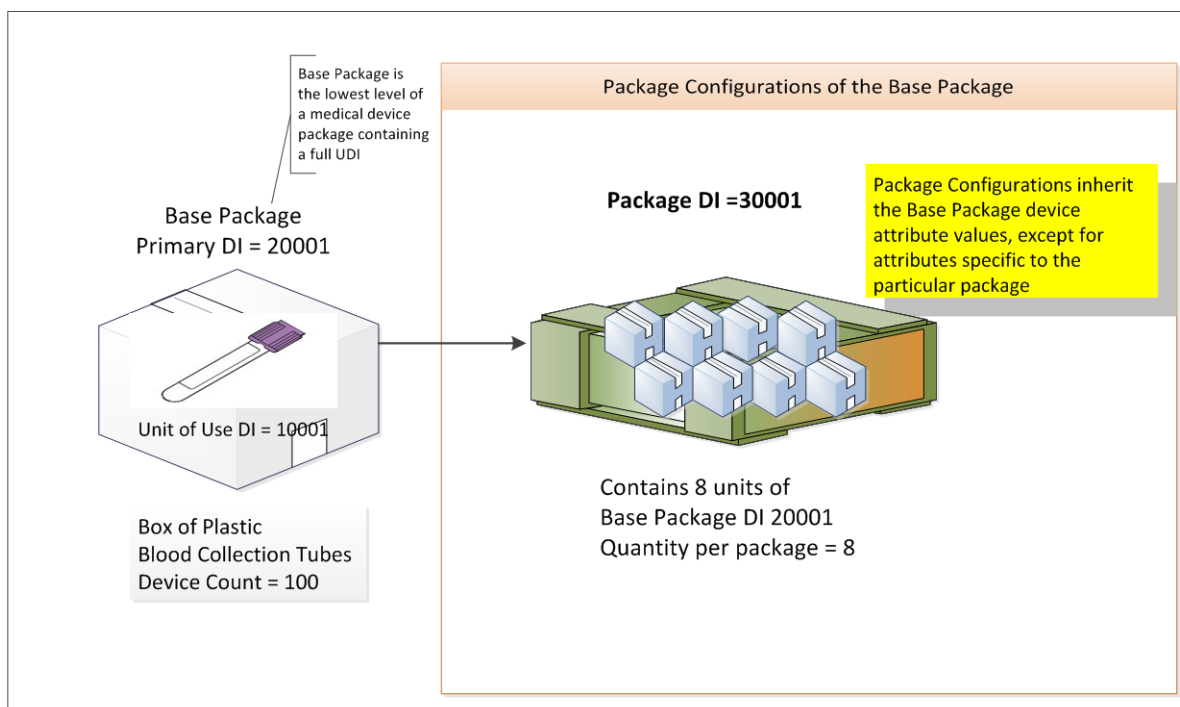 Base Package is
the lowest level of
a medical device
package containing
a full UDI
Base Package
Primary DI = 20001
Unit of Use DI = 10001
Box of Plastic
Blood Collection Tubes
Device Count = 100
Package Configurations of the Base Package
Package DI =30001
Package Configurations inherit
the Base Package device
attribute values, except for
attributes specific to the
particular package
Contains 8 units of
Base Package DI 20001
Quantity per package = 8